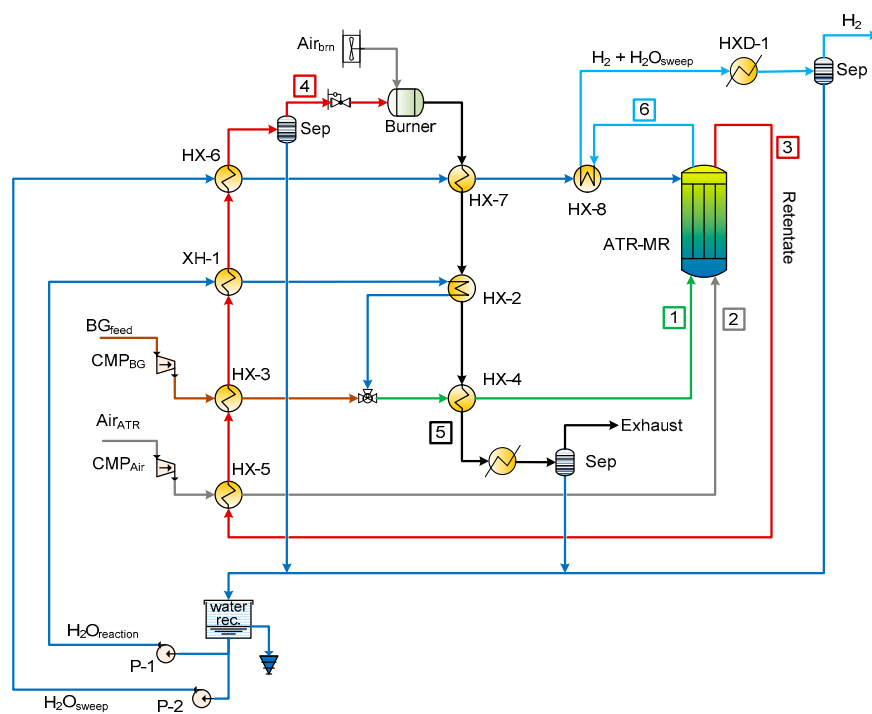 H2
HXD-1
Airbrn
H2 + H2Osweep
Sep
4
6
Burner
Sep
3
HX-6
HX-7
HX-8
Retentate
ATR-MR
XH-1
HX-2
1
2
BGfeed
CMPBG
HX-3
HX-4
AirATR
5
Exhaust
CMPAir
HX-5
Sep
water
rec.
H2Oreaction
P-1
H2Osweep
P-2